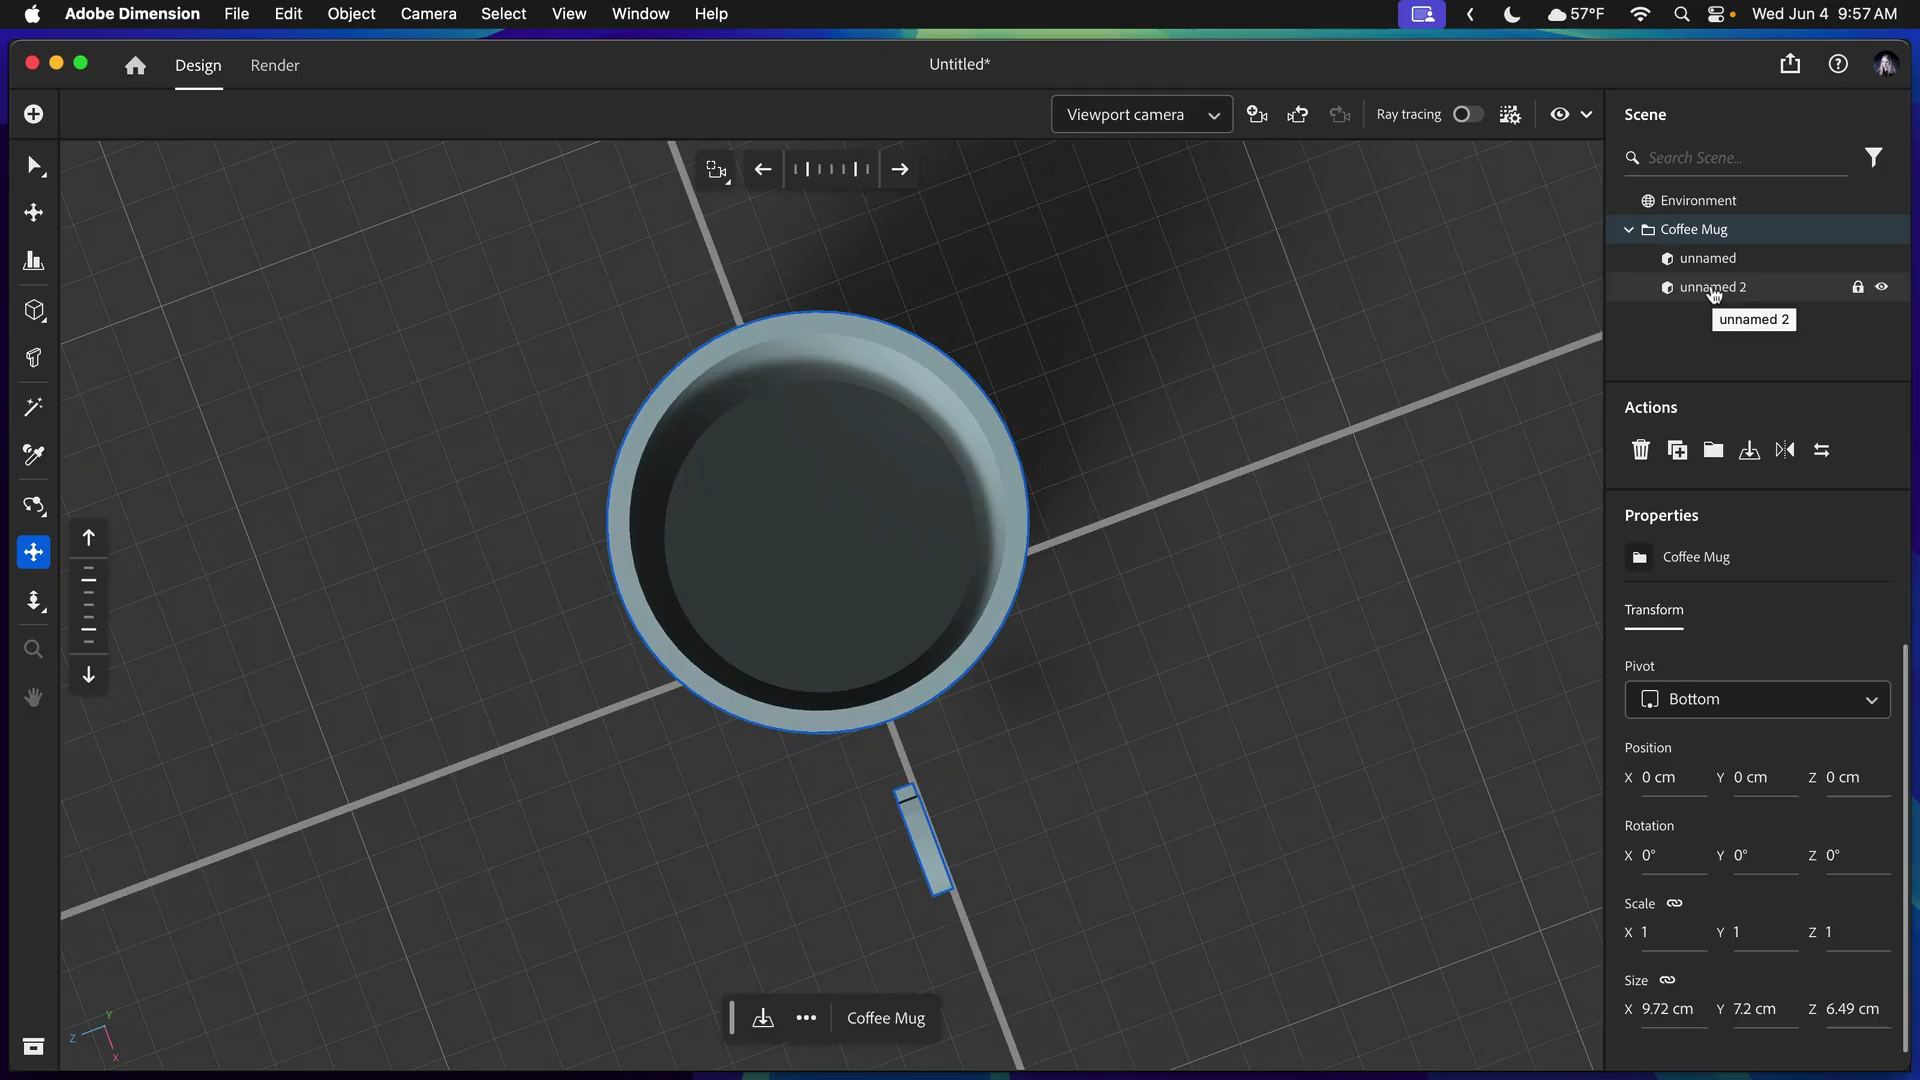 Adobe Dimension File Edit Object Camera Select View Window Help 57°F Wed Jun 4 9:57 AM
Design Render Untitled*
Viewport camera Ray tracing
Scene
Search Scene...
Environment
Coffee Mug
unnamed
unnamed 2
unnamed 2
Actions
Properties
Coffee Mug
Transform
Pivot
Bottom
Position
X 0 cm Y 0 cm Z 0 cm
Rotation
X 0° Y 0° Z 0°
Scale
X 1 Y 1 Z 1
Size
X 9.72 cm Y 7.2 cm Z 6.49 cm
Coffee Mug
Y
Z
X